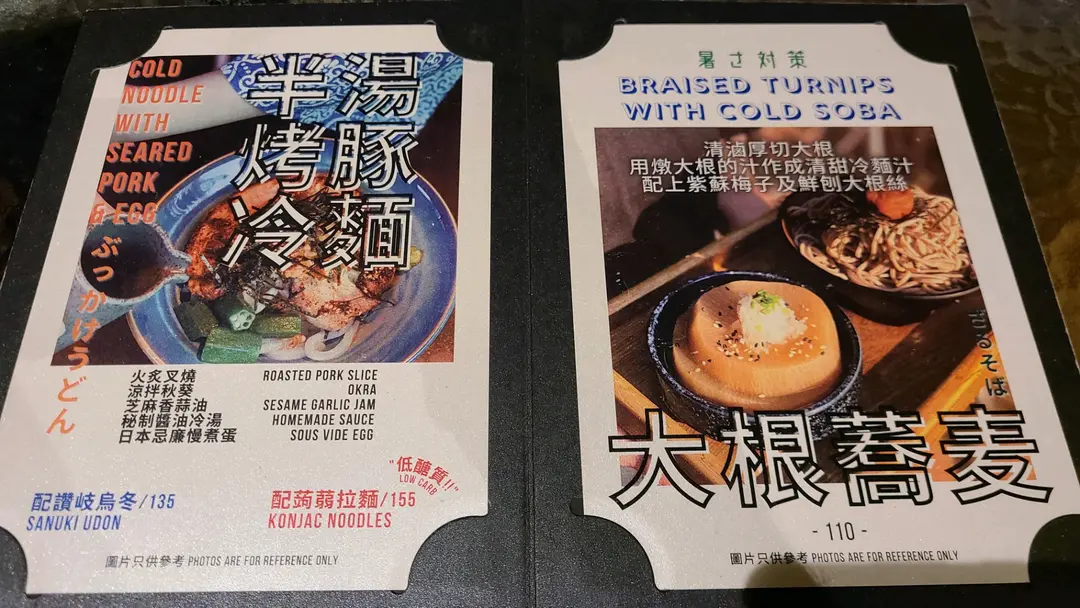 COLD
NOODLE
WITH
SEARED
PORK
& EGG
半湯
烤豚
冷麵
ぶっかけうどん
火炙叉燒
涼拌秋葵
芝麻香蒜油
秘制醬油冷湯
日本忌廉慢煮蛋
ROASTED PORK SLICE
OKRA
SESAME GARLIC JAM
HOMEMADE SAUCE
SOUS VIDE EGG
"低醣質!!"
LOW CARB
配讚岐烏冬/135
SANUKI UDON
配蒟蒻拉麵/155
KONJAC NOODLES
圖片只供參考 PHOTOS ARE FOR REFERENCE ONLY
暑さ対策
BRAISED TURNIPS
WITH COLD SOBA
清滷厚切大根
用燉大根的汁作成清甜冷麵汁
配上紫蘇梅子及鮮刨大根絲
ざるそば
大根蕎麦
- 110 -
圖片只供參考 PHOTOS ARE FOR REFERENCE ONLY